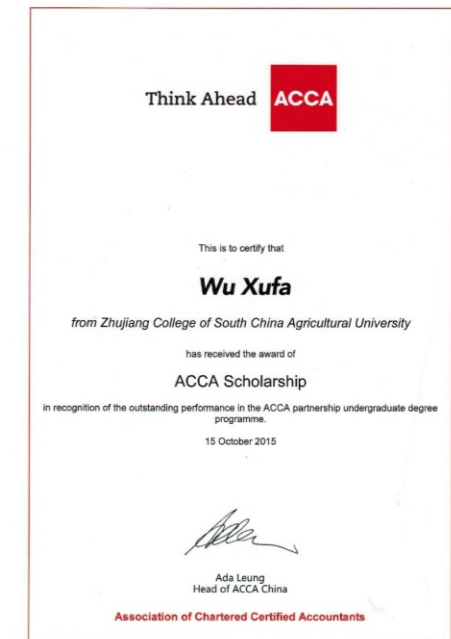 Think Ahead ACCA
This is to certify that
Wu Xufa
from Zhujiang College of South China Agricultural University
has received the award of
ACCA Scholarship
in recognition of the outstanding performance in the ACCA partnership undergraduate degree
programme.
15 October 2015
Ada Leung
Head of ACCA China
Association of Chartered Certified Accountants